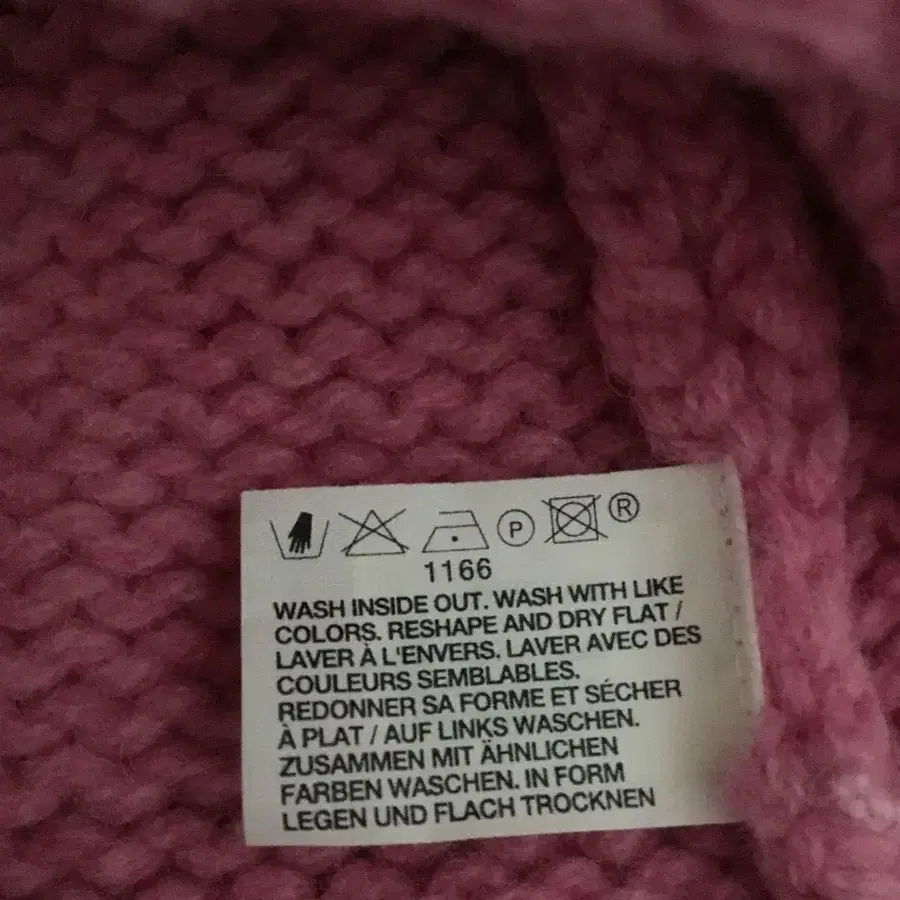 P ®
1166
WASH INSIDE OUT. WASH WITH LIKE
COLORS. RESHAPE AND DRY FLAT /
LAVER À L'ENVERS. LAVER AVEC DES
COULEURS SEMBLABLES.
REDONNER SA FORME ET SÉCHER
À PLAT / AUF LINKS WASCHEN.
ZUSAMMEN MIT ÄHNLICHEN
FARBEN WASCHEN. IN FORM
LEGEN UND FLACH TROCKNEN